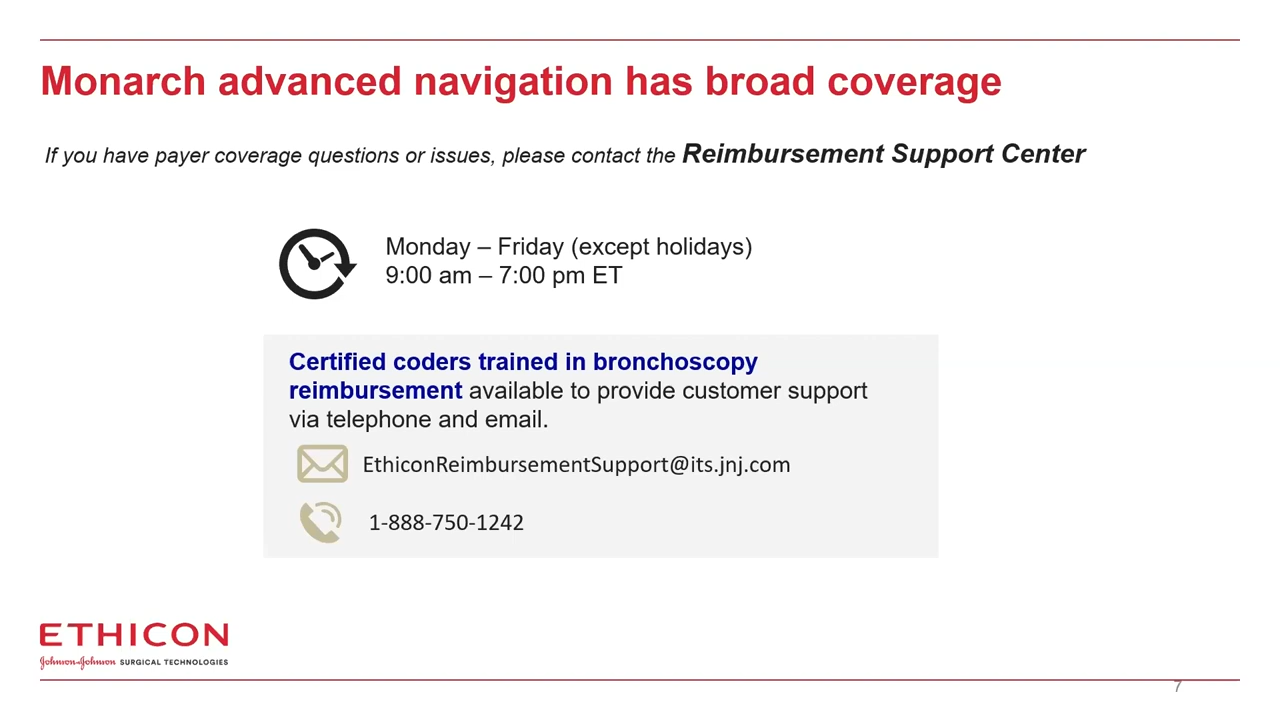 Monarch advanced navigation has broad coverage
If you have payer coverage questions or issues, please contact the Reimbursement Support Center
Monday – Friday (except holidays)
9:00 am – 7:00 pm ET
Certified coders trained in bronchoscopy
reimbursement available to provide customer support
via telephone and email.
EthiconReimbursementSupport@its.jnj.com
1-888-750-1242
ETHICON
Johnson & Johnson SURGICAL TECHNOLOGIES
7